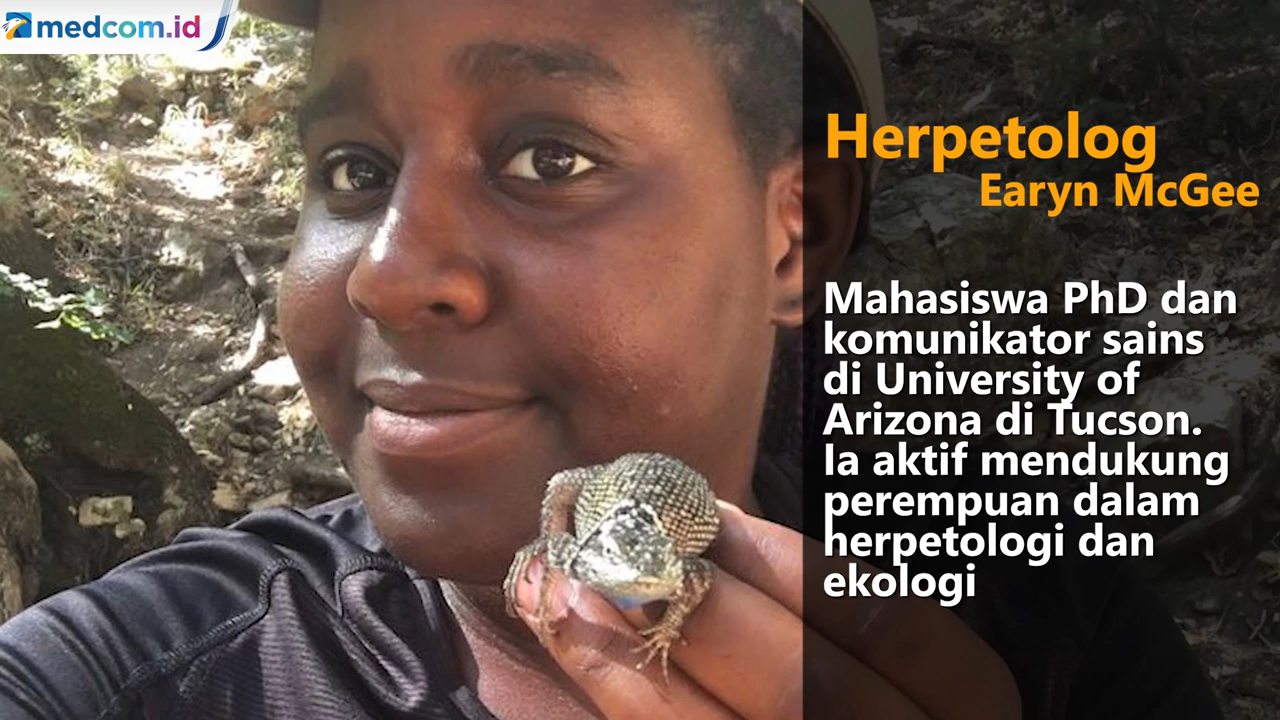 medcom.id
Herpetolog
Earyn McGee
Mahasiswa PhD dan
komunikator sains
di University of
Arizona di Tucson.
Ia aktif mendukung
perempuan dalam
herpetologi dan
ekologi